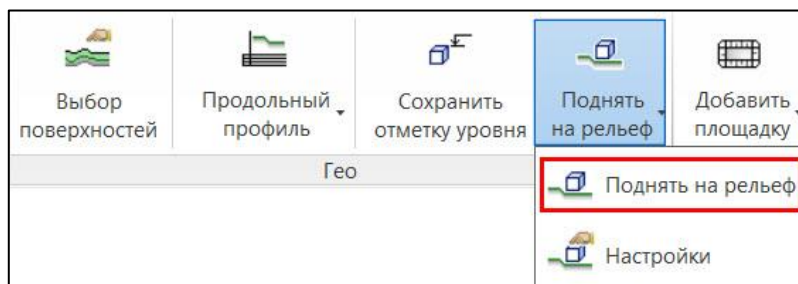 Выбор
поверхностей
Продольный
профиль
Сохранить
отметку уровня
Поднять
на рельеф
Добавить
площадку
Гео
Поднять на рельеф
Настройки